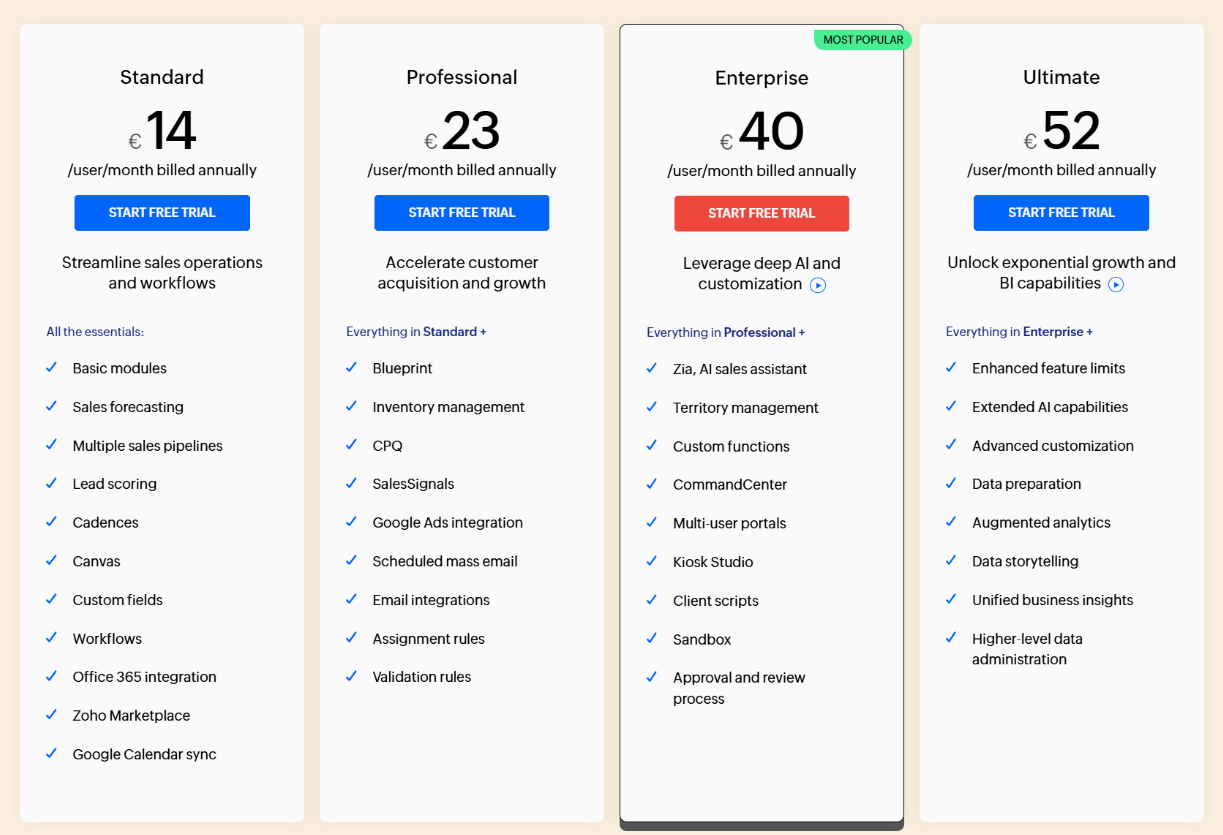 Standard
€ 14
/user/month billed annually
START FREE TRIAL
Streamline sales operations
and workflows
All the essentials:
Basic modules
Sales forecasting
Multiple sales pipelines
Lead scoring
Cadences
Canvas
Custom fields
Workflows
Office 365 integration
Zoho Marketplace
Google Calendar sync
Professional
€ 23
/user/month billed annually
START FREE TRIAL
Accelerate customer
acquisition and growth
Everything in Standard +
Blueprint
Inventory management
CPQ
SalesSignals
Google Ads integration
Scheduled mass email
Email integrations
Assignment rules
Validation rules
MOST POPULAR
Enterprise
€ 40
/user/month billed annually
START FREE TRIAL
Leverage deep AI and
customization
Everything in Professional +
Zia, AI sales assistant
Territory management
Custom functions
CommandCenter
Multi-user portals
Kiosk Studio
Client scripts
Sandbox
Approval and review
process
Ultimate
€ 52
/user/month billed annually
START FREE TRIAL
Unlock exponential growth and
BI capabilities
Everything in Enterprise +
Enhanced feature limits
Extended AI capabilities
Advanced customization
Data preparation
Augmented analytics
Data storytelling
Unified business insights
Higher-level data
administration